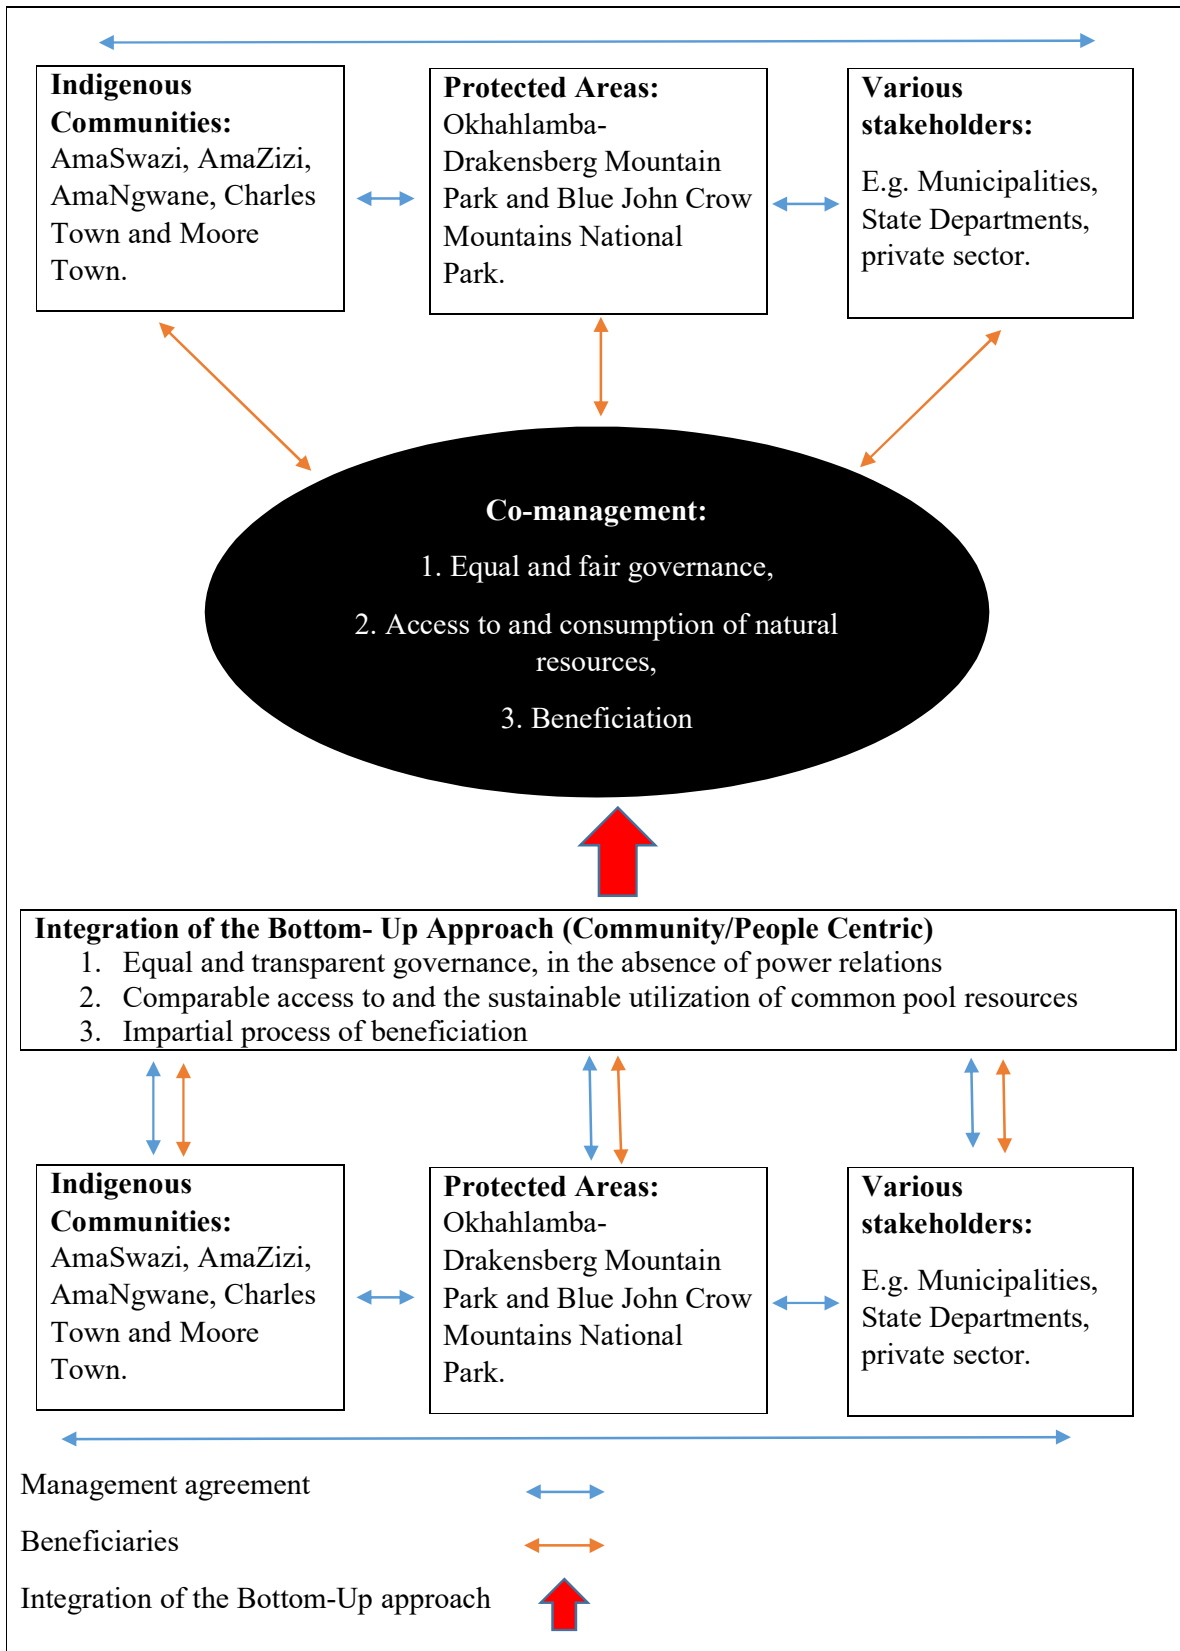 Indigenous
Communities:
AmaSwazi, AmaZizi,
AmaNgwane, Charles
Town and Moore
Town.
Protected Areas:
Okhahlamba-
Drakensberg Mountain
Park and Blue John Crow
Mountains National
Park.
Various
stakeholders:
E.g. Municipalities,
State Departments,
private sector.
Co-management:
1. Equal and fair governance,
2. Access to and consumption of natural
resources,
3. Beneficiation
Integration of the Bottom- Up Approach (Community/People Centric)
1. Equal and transparent governance, in the absence of power relations
2. Comparable access to and the sustainable utilization of common pool resources
3. Impartial process of beneficiation
Indigenous
Communities:
AmaSwazi, AmaZizi,
AmaNgwane, Charles
Town and Moore
Town.
Protected Areas:
Okhahlamba-
Drakensberg Mountain
Park and Blue John Crow
Mountains National
Park.
Various
stakeholders:
E.g. Municipalities,
State Departments,
private sector.
Management agreement
Beneficiaries
Integration of the Bottom-Up approach